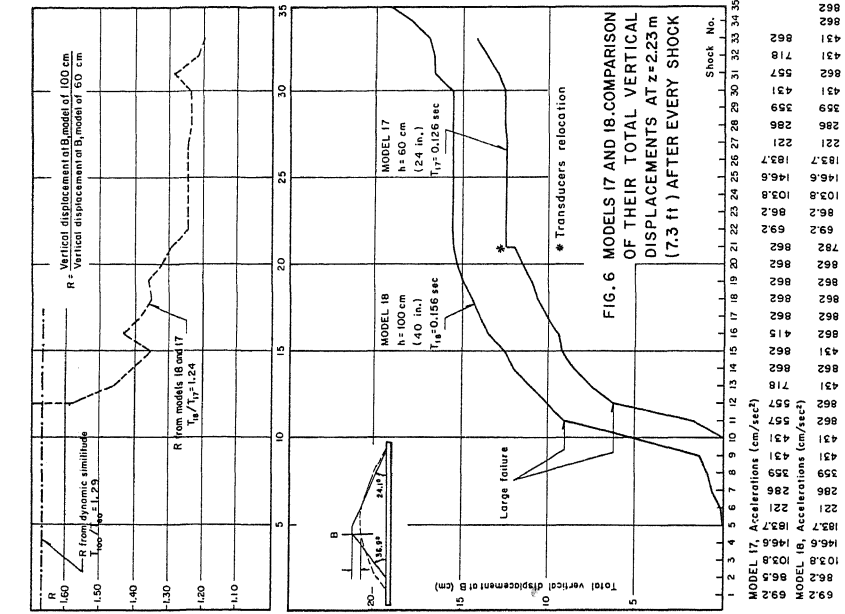 R
1.60
1.50
1.40
1.30
1.20
1.10
R = Vertical displacement at B, model of 100 cm
Vertical displacement at B, model of 60 cm
R from dynamic similitude
T100/T60=1.29
R from models 18 and 17
T18/T17=1.24
5 10 15 20 25 30 35
Total vertical displacement of B (cm)
20
15
10
5
B
36.9°
24.1°
Large failure
MODEL 18
h=100 cm
(40 in.)
T18=0.156 sec
MODEL 17
h = 60 cm
(24 in.)
T17=0.126 sec
*
* Transducers relocation
FIG. 6 MODELS 17 AND 18. COMPARISON
OF THEIR TOTAL VERTICAL
DISPLACEMENTS AT z=2.23 m
(7.3 ft) AFTER EVERY SHOCK
Shock No.
1 2 3 4 5 6 7 8 9 10 11 12 13 14 15 16 17 18 19 20 21 22 23 24 25 26 27 28 29 30 31 32 33 34 35
MODEL 17, Accelerations (cm/sec²)
69.2 86.5 103.8 146.6 183.7 221 286 359 431 431 557 557 718 862 862 415 862 862 862 862 862 69.2 86.2 103.8 146.6 183.7 221 286 359 431 557 718 862
MODEL 18, Accelerations (cm/sec²)
69.2 86.2 103.8 146.6 183.7 221 286 359 431 431 862 862 431 862 431 862 862 862 862 862 782 69.2 86.2 103.8 146.6 183.7 221 286 359 431 862 431 431 862 862